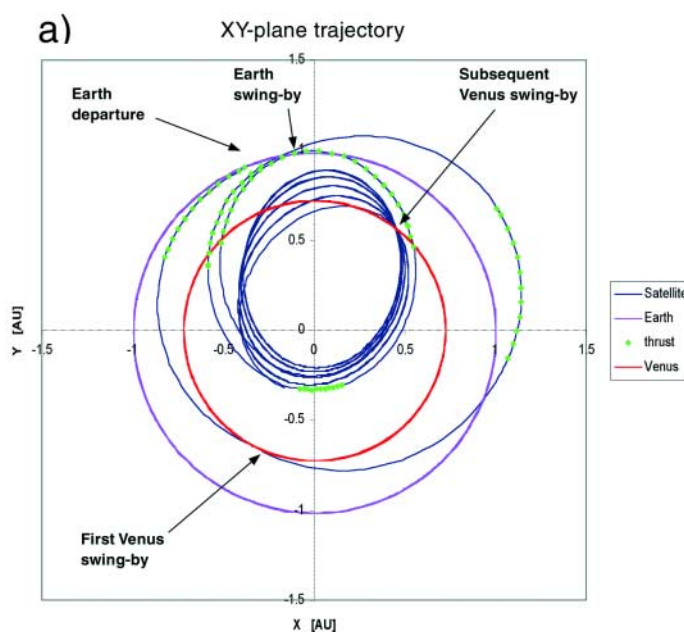 a)
XY-plane trajectory
1.5
Earth
swing-by
Subsequent
Venus swing-by
Earth
departure
1
0.5
Y [AU]
-1.5
-1
-0.5
0
0
0.5
1
1.5
-0.5
-1
-1.5
First Venus
swing-by
X [AU]
Satellite
Earth
thrust
Venus